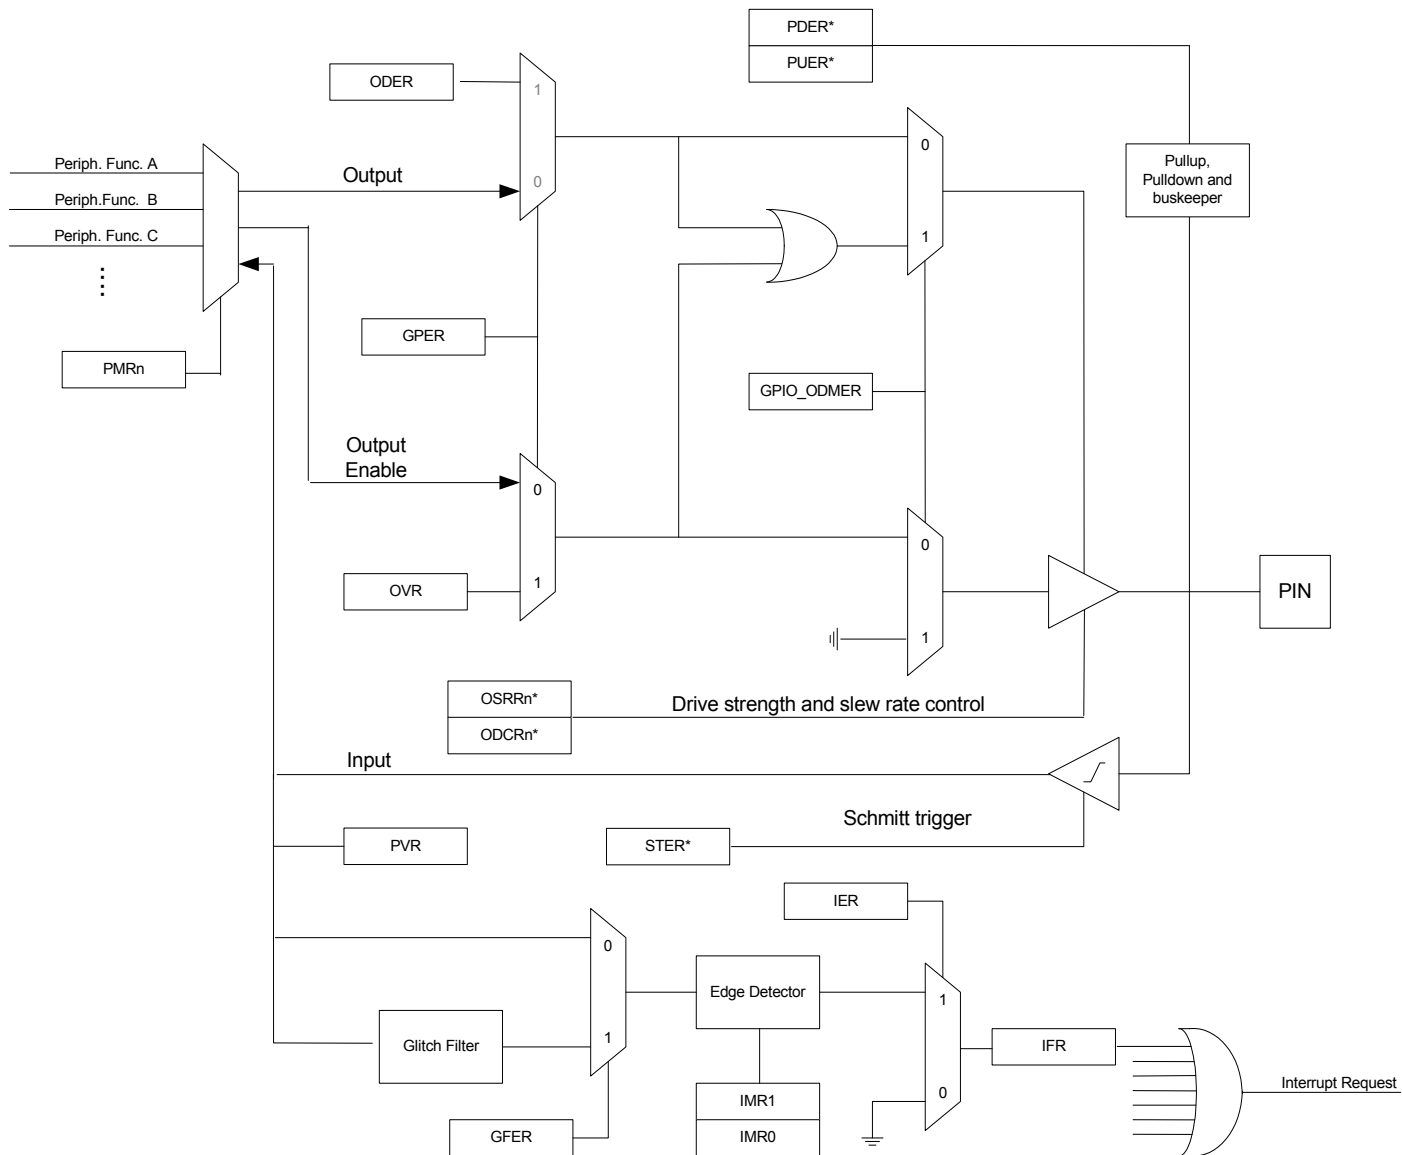 PDER*
PUER*
ODER
1
0
Periph. Func. A
Periph.Func. B
Periph. Func. C
Output
0
1
Pullup,
Pulldown and
buskeeper
GPER
PMRn
GPIO_ODMER
Output
Enable
0
1
OVR
0
1
PIN
OSRRn*
ODCRn*
Drive strength and slew rate control
Input
Schmitt trigger
PVR
STER*
IER
0
1
Glitch Filter
Edge Detector
1
0
IFR
Interrupt Request
IMR1
IMR0
GFER